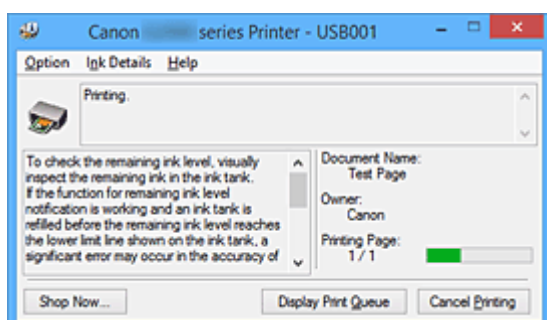 Canon series Printer - USB001
Option Ink Details Help
Printing.
To check the remaining ink level, visually
inspect the remaining ink in the ink tank.
If the function for remaining ink level
notification is working and an ink tank is
refilled before the remaining ink level reaches
the lower limit line shown on the ink tank, a
significant error may occur in the accuracy of
Document Name:
Test Page
Owner:
Canon
Printing Page:
1 / 1
Shop Now... Display Print Queue Cancel Printing